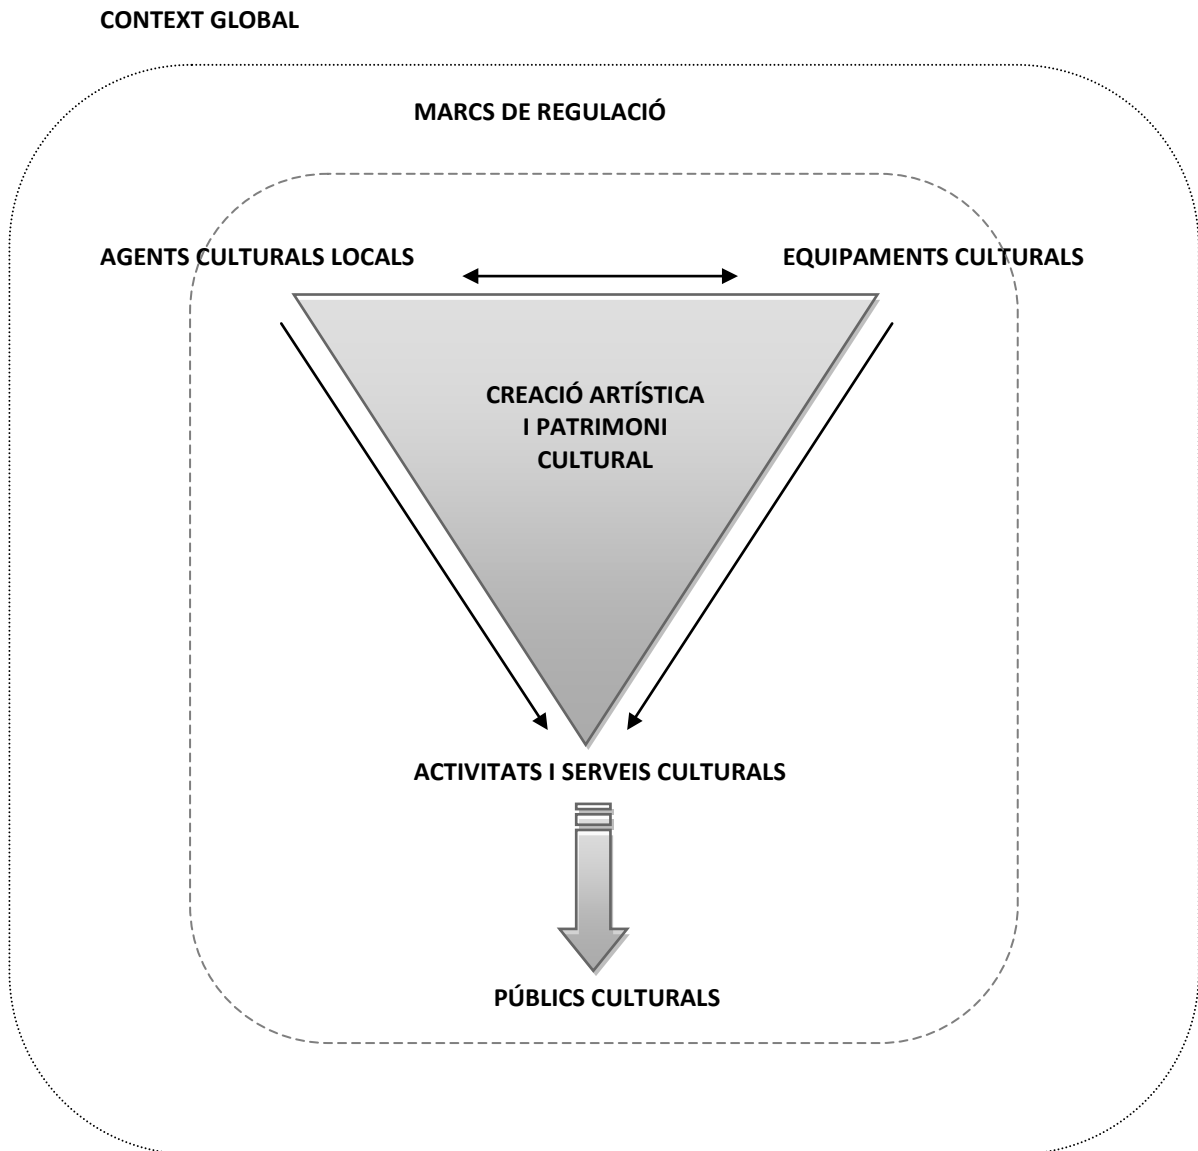 CONTEXT GLOBAL
MARCS DE REGULACIÓ
AGENTS CULTURALS LOCALS
EQUIPAMENTS CULTURALS
CREACIÓ ARTÍSTICA
I PATRIMONI
CULTURAL
ACTIVITATS I SERVEIS CULTURALS
PÚBLICS CULTURALS